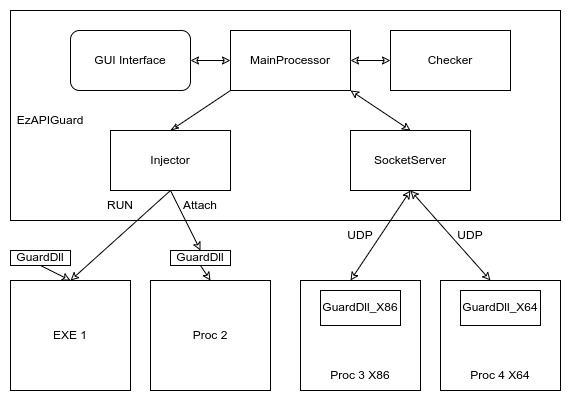 GUI Interface
MainProcessor
Checker
EzAPIGuard
Injector
SocketServer
RUN
Attach
UDP
UDP
GuardDll
GuardDll
GuardDll_X86
GuardDll_X64
EXE 1
Proc 2
Proc 3 X86
Proc 4 X64